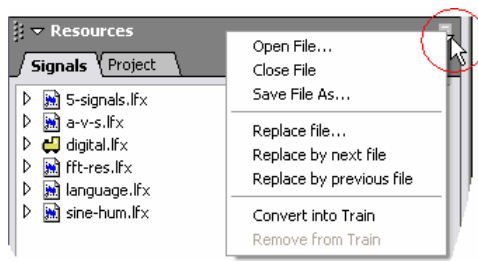 Resources
Signals Project
5-signals.lfx
a-v-s.lfx
digital.lfx
fft-res.lfx
language.lfx
sine-hum.lfx
Open File...
Close File
Save File As...
Replace file...
Replace by next file
Replace by previous file
Convert into Train
Remove from Train